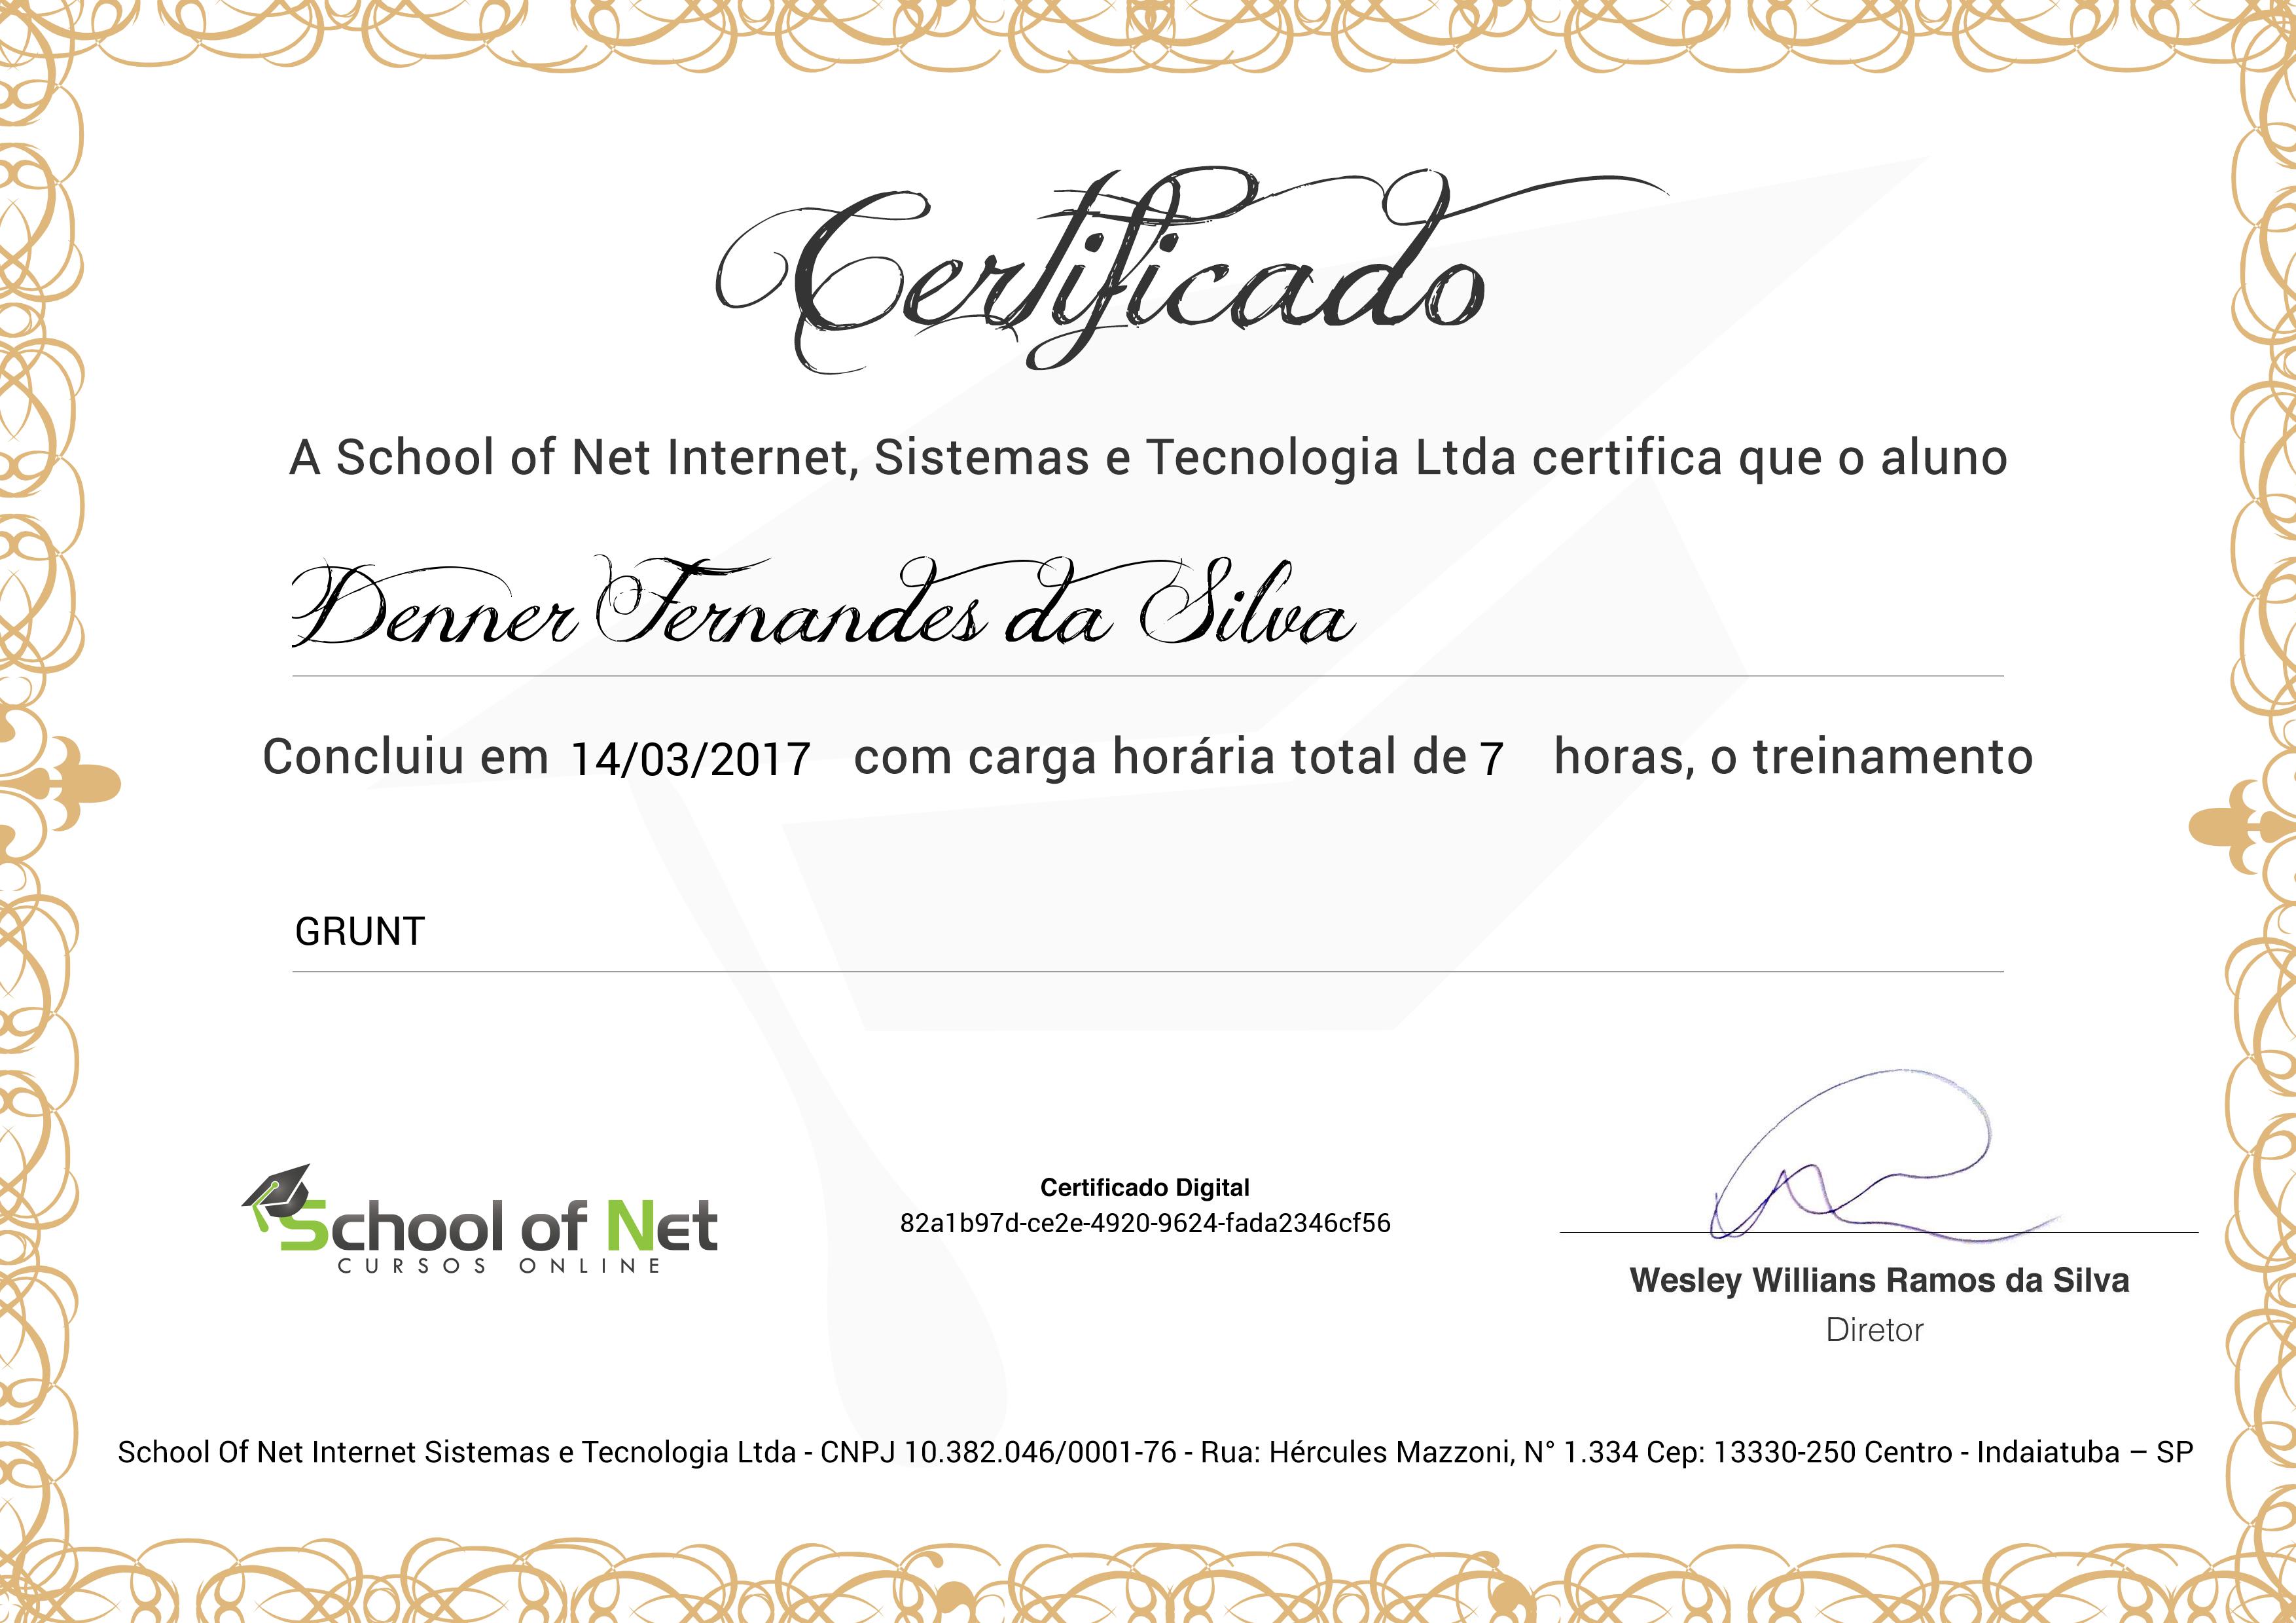 Certificado
A School of Net Internet, Sistemas e Tecnologia Ltda certifica que o aluno
Denner Fernandes da Silva
Concluiu em 14/03/2017 com carga horária total de 7 horas, o treinamento
GRUNT
School of Net
CURSOS ONLINE
Certificado Digital
82a1b97d-ce2e-4920-9624-fada2346cf56
Wesley Willians Ramos da Silva
Diretor
School Of Net Internet Sistemas e Tecnologia Ltda - CNPJ 10.382.046/0001-76 - Rua: Hércules Mazzoni, N° 1.334 Cep: 13330-250 Centro - Indaiatuba – SP